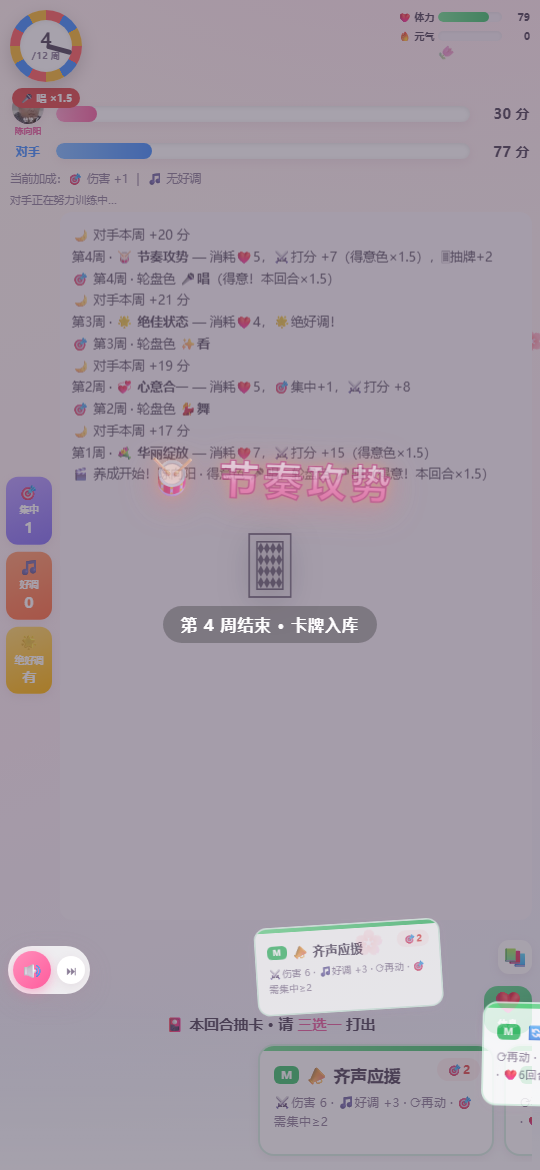 4
/12 周
体力 79
元气 0
唱 ×1.5
陈向阳
30 分
对手
77 分
当前加成: 伤害 +1 | 无好调
对手正在努力训练中...
对手本周 +20 分
第4周 · 节奏攻势 — 消耗 5, 打分 +7（得意色×1.5）, 抽牌+2
第4周 · 轮盘色 唱（得意！本回合×1.5）
对手本周 +21 分
第3周 · 绝佳状态 — 消耗 4, 绝好调！
第3周 · 轮盘色 看
对手本周 +19 分
第2周 · 心意合一 — 消耗 5, 集中+1, 打分 +8
第2周 · 轮盘色 舞
对手本周 +17 分
第1周 · 华丽绽放 — 消耗 7, 打分 +15（得意色×1.5）
养成开始！
本回合×1.5）
节奏攻势
集中
1
好调
0
绝好调
有
第 4 周结束 • 卡牌入库
M 齐声应援 2
伤害 6 · 好调 +3 · 再动 ·
需集中≥2
本回合抽卡 • 请 三选一 打出
M 齐声应援 2
伤害 6 · 好调 +3 · 再动 ·
需集中≥2
M
再动 ·
· 6回合